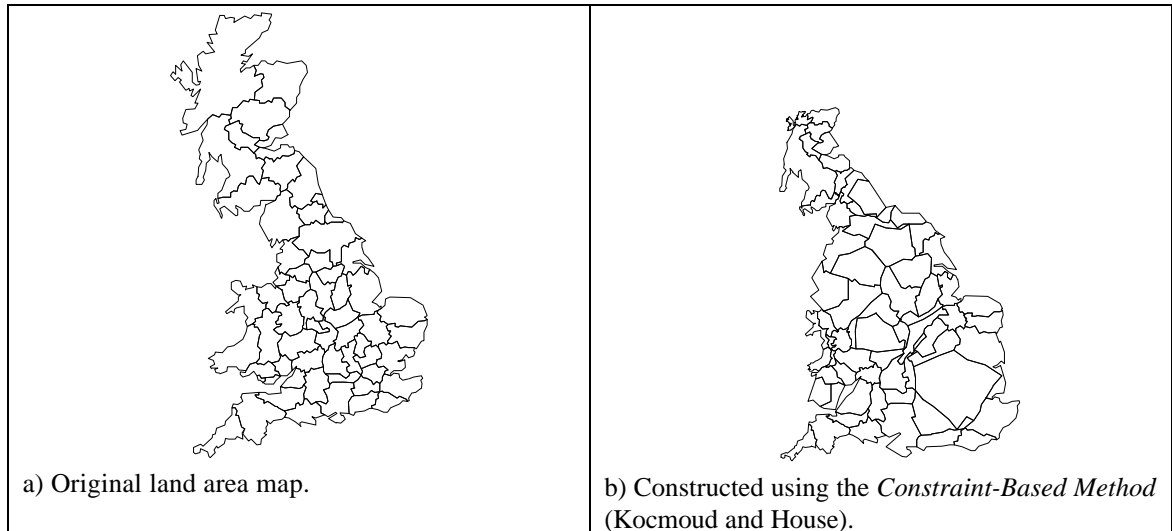 a) Original land area map.
b) Constructed using the Constraint-Based Method
(Kocmoud and House).